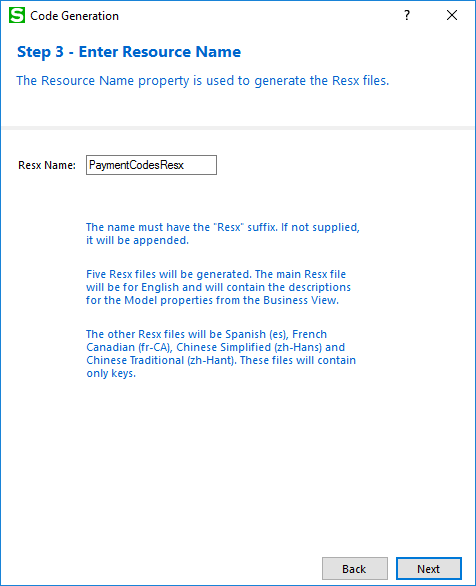 S Code Generation ?
Step 3 - Enter Resource Name
The Resource Name property is used to generate the Resx files.
Resx Name: PaymentCodesResx
The name must have the "Resx" suffix. If not supplied,
it will be appended.
Five Resx files will be generated. The main Resx file
will be for English and will contain the descriptions
for the Model properties from the Business View.
The other Resx files will be Spanish (es), French
Canadian (fr-CA), Chinese Simplified (zh-Hans) and
Chinese Traditional (zh-Hant). These files will contain
only keys.
Back Next